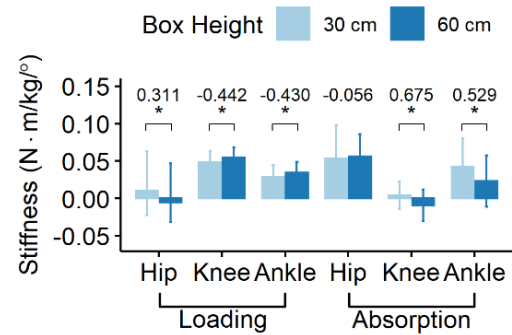 Box Height 30 cm 60 cm
Stiffness (N·m/kg/°)
0.15
0.10
0.05
0.00
-0.05
0.311 -0.442 -0.430 -0.056 0.675 0.529
* * * * *
Hip Knee Ankle Hip Knee Ankle
Loading Absorption